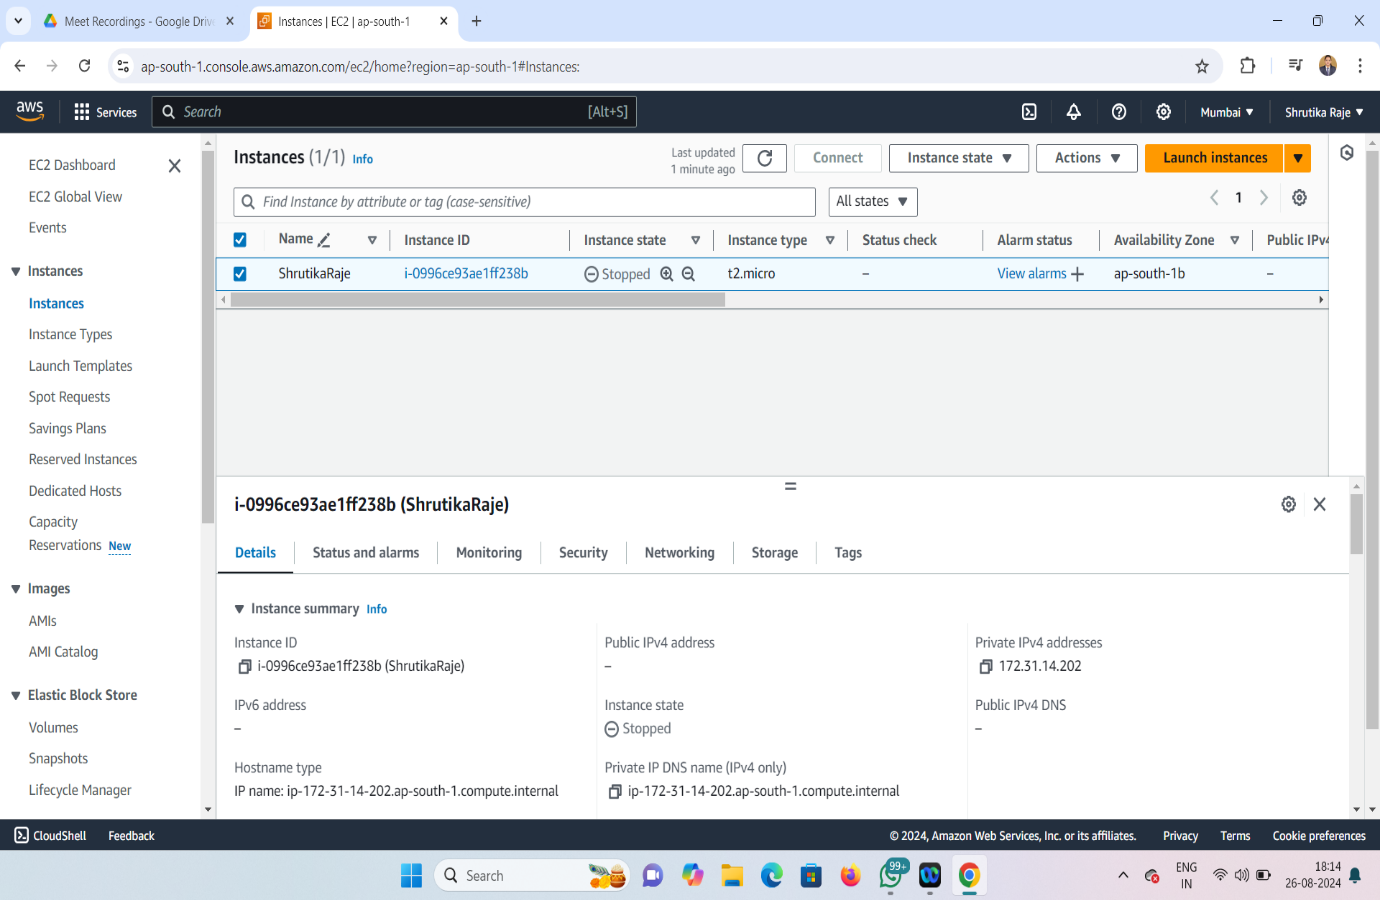 Meet Recordings - Google Driv
Instances | EC2 | ap-south-1
ap-south-1.console.aws.amazon.com/ec2/home?region=ap-south-1#Instances:
aws
Services
Search
[Alt+S]
Mumbai
Shrutika Raje
EC2 Dashboard
EC2 Global View
Events
Instances
Instances
Instance Types
Launch Templates
Spot Requests
Savings Plans
Reserved Instances
Dedicated Hosts
Capacity
Reservations New
Images
AMIs
AMI Catalog
Elastic Block Store
Volumes
Snapshots
Lifecycle Manager
Instances (1/1) Info
Last updated
1 minute ago
Connect
Instance state
Actions
Launch instances
Find Instance by attribute or tag (case-sensitive)
All states
1
Name
Instance ID
Instance state
Instance type
Status check
Alarm status
Availability Zone
Public IPv4
ShrutikaRaje
i-0996ce93ae1ff238b
Stopped
t2.micro
–
View alarms
ap-south-1b
–
i-0996ce93ae1ff238b (ShrutikaRaje)
Details
Status and alarms
Monitoring
Security
Networking
Storage
Tags
Instance summary Info
Instance ID
i-0996ce93ae1ff238b (ShrutikaRaje)
Public IPv4 address
–
Private IPv4 addresses
172.31.14.202
IPv6 address
–
Instance state
Stopped
Public IPv4 DNS
–
Hostname type
IP name: ip-172-31-14-202.ap-south-1.compute.internal
Private IP DNS name (IPv4 only)
ip-172-31-14-202.ap-south-1.compute.internal
CloudShell
Feedback
© 2024, Amazon Web Services, Inc. or its affiliates.
Privacy
Terms
Cookie preferences
Search
99+
ENG
IN
18:14
26-08-2024